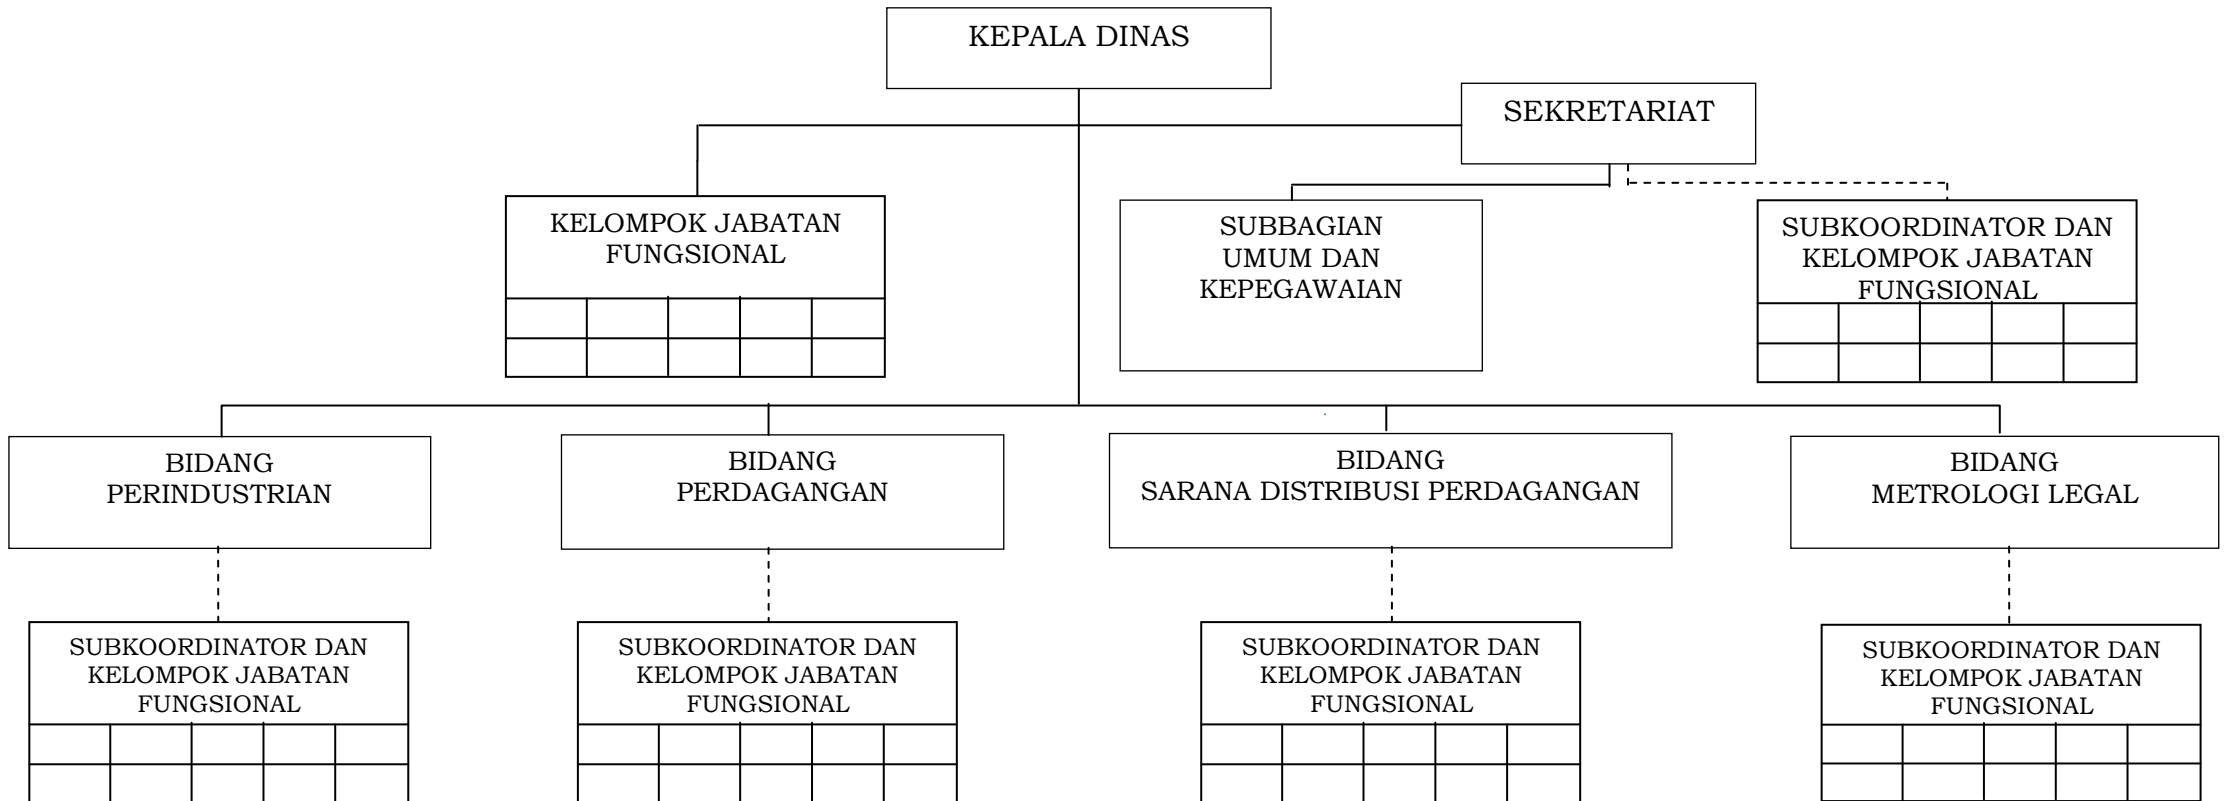 KEPALA DINAS
SEKRETARIAT
KELOMPOK JABATAN
FUNGSIONAL
SUBBAGIAN
UMUM DAN
KEPEGAWAIAN
SUBKOORDINATOR DAN
KELOMPOK JABATAN
FUNGSIONAL
BIDANG
PERINDUSTRIAN
BIDANG
PERDAGANGAN
BIDANG
SARANA DISTRIBUSI PERDAGANGAN
BIDANG
METROLOGI LEGAL
SUBKOORDINATOR DAN
KELOMPOK JABATAN
FUNGSIONAL
SUBKOORDINATOR DAN
KELOMPOK JABATAN
FUNGSIONAL
SUBKOORDINATOR DAN
KELOMPOK JABATAN
FUNGSIONAL
SUBKOORDINATOR DAN
KELOMPOK JABATAN
FUNGSIONAL